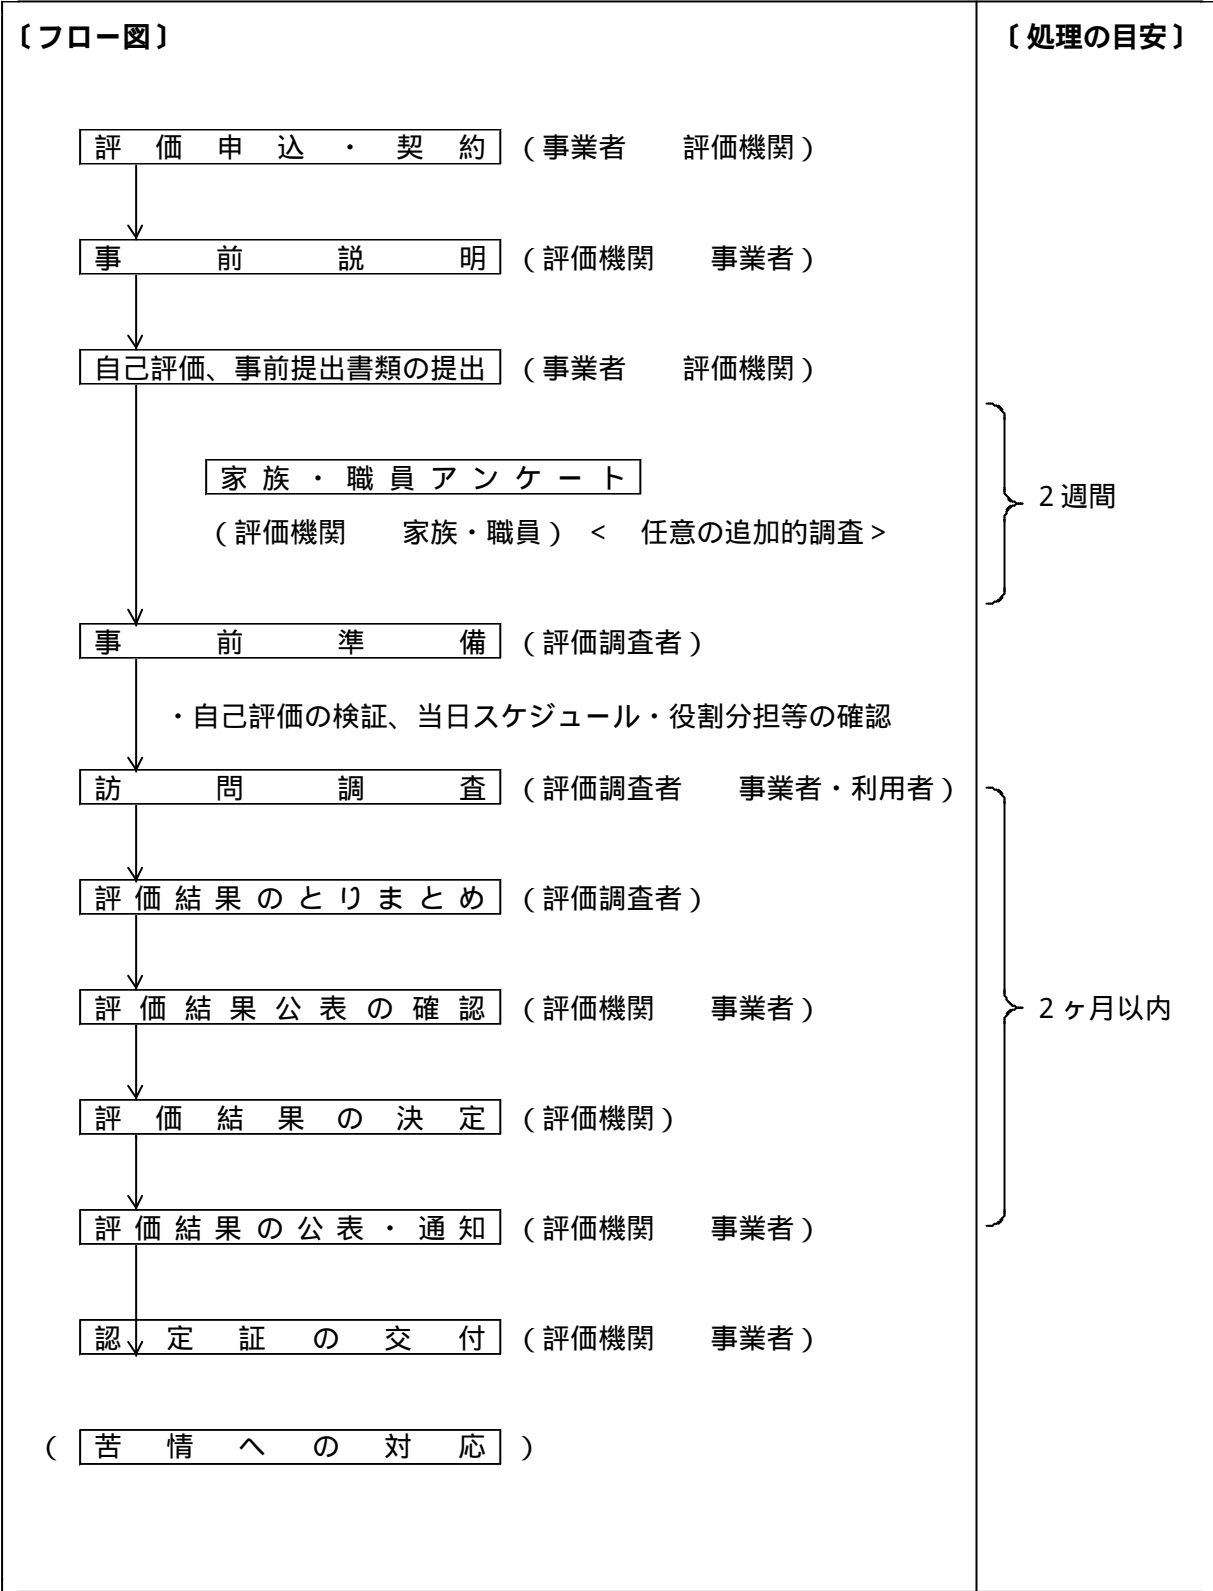 〔フロー図〕 〔処理の目安〕
評価申込・契約 (事業者　評価機関)
事前説明 (評価機関　事業者)
自己評価、事前提出書類の提出 (事業者　評価機関)
家族・職員アンケート
2週間
(評価機関　家族・職員) <　任意の追加的調査>
事前準備 (評価調査者)
・自己評価の検証、当日スケジュール・役割分担等の確認
訪問調査 (評価調査者　事業者・利用者)
評価結果のとりまとめ (評価調査者)
評価結果公表の確認 (評価機関　事業者) 2ヶ月以内
評価結果の決定 (評価機関)
評価結果の公表・通知 (評価機関　事業者)
認定証の交付 (評価機関　事業者)
(苦情への対応)